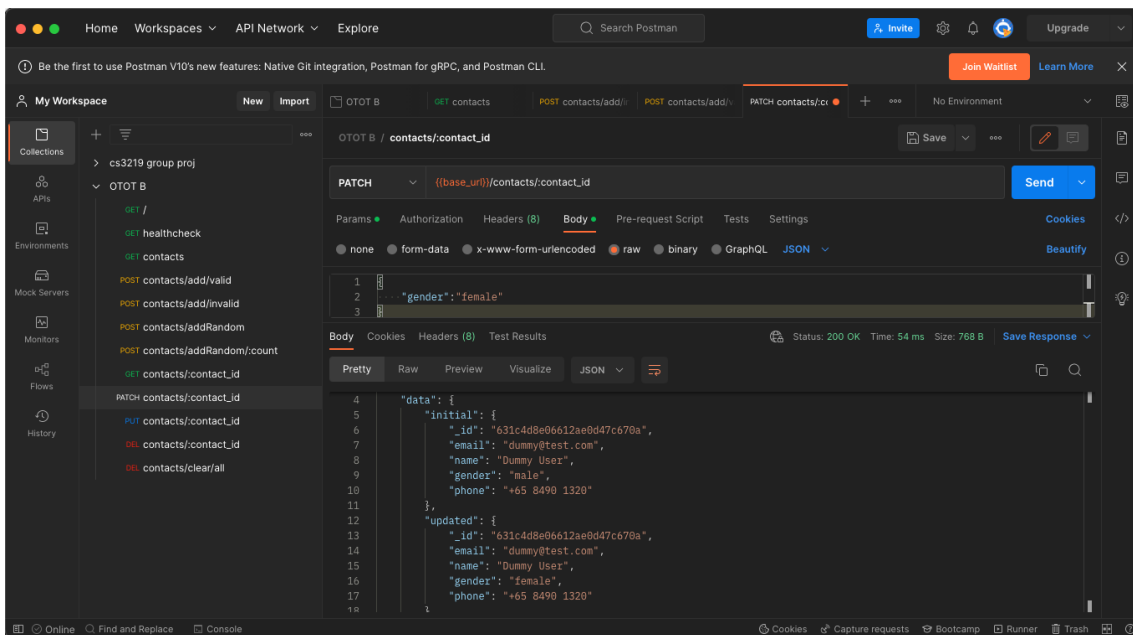 Home Workspaces API Network Explore Search Postman Invite Upgrade
Be the first to use Postman V10's new features: Native Git integration, Postman for gRPC, and Postman CLI. Join Waitlist Learn More
My Workspace New Import OTOT B GET contacts POST contacts/add/ POST contacts/add/ PATCH contacts/:c No Environment
Collections
APIs
Environments
Mock Servers
Monitors
Flows
History
cs3219 group proj
OTOT B
GET /
GET healthcheck
GET contacts
POST contacts/add/valid
POST contacts/add/invalid
POST contacts/addRandom
POST contacts/addRandom/:count
GET contacts/:contact_id
PATCH contacts/:contact_id
PUT contacts/:contact_id
DEL contacts/:contact_id
DEL contacts/clear/all
OTOT B / contacts/:contact_id Save
PATCH {{base_url}}/contacts/:contact_id Send
Params Authorization Headers (8) Body Pre-request Script Tests Settings Cookies
none form-data x-www-form-urlencoded raw binary GraphQL JSON Beautify
1 {
2 "gender":"female"
3 }
Body Cookies Headers (8) Test Results Status: 200 OK Time: 54 ms Size: 768 B Save Response
Pretty Raw Preview Visualize JSON
4 "data": {
5 "initial": {
6 "_id": "631c4d8e06612ae0d47c670a",
7 "email": "dummy@test.com",
8 "name": "Dummy User",
9 "gender": "male",
10 "phone": "+65 8490 1320"
11 },
12 "updated": {
13 "_id": "631c4d8e06612ae0d47c670a",
14 "email": "dummy@test.com",
15 "name": "Dummy User",
16 "gender": "female",
17 "phone": "+65 8490 1320"
18 }
Online Find and Replace Console Cookies Capture requests Bootcamp Runner Trash